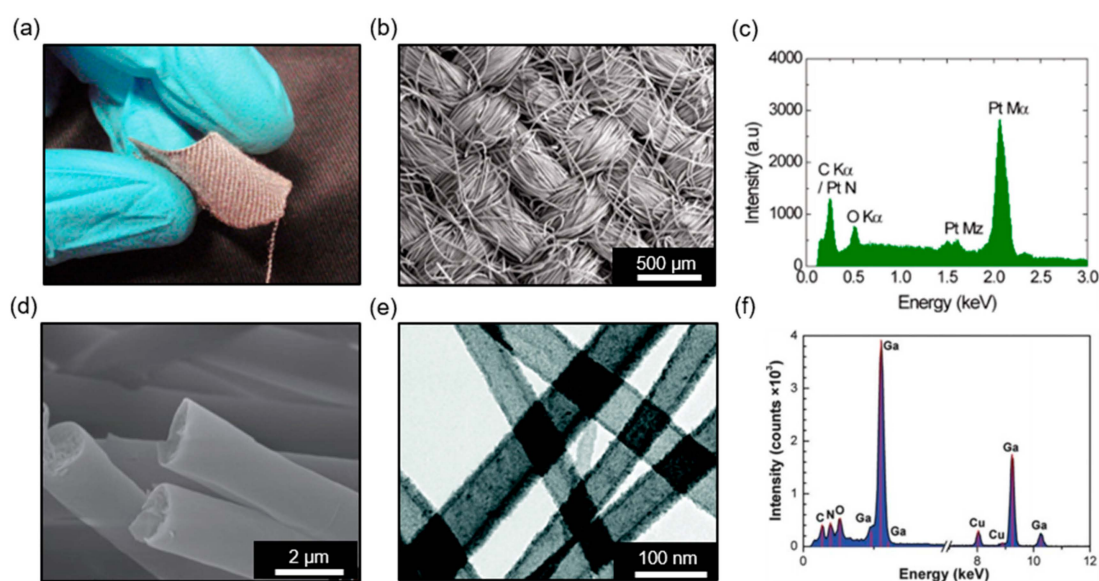 (a)
(b)
500 µm
(c)
Intensity (a.u)
4000
3000
2000
1000
0
C Kα
/ Pt N
O Kα
Pt Mz
Pt Mα
0.0 0.5 1.0 1.5 2.0 2.5 3.0
Energy (keV)
(d)
2 µm
(e)
100 nm
(f)
Intensity (counts ×10³)
4
3
2
1
0
C N O Ga
Ga
Ga
Cu
Cu
Ga
Ga
0 4 8 10 12
Energy (keV)